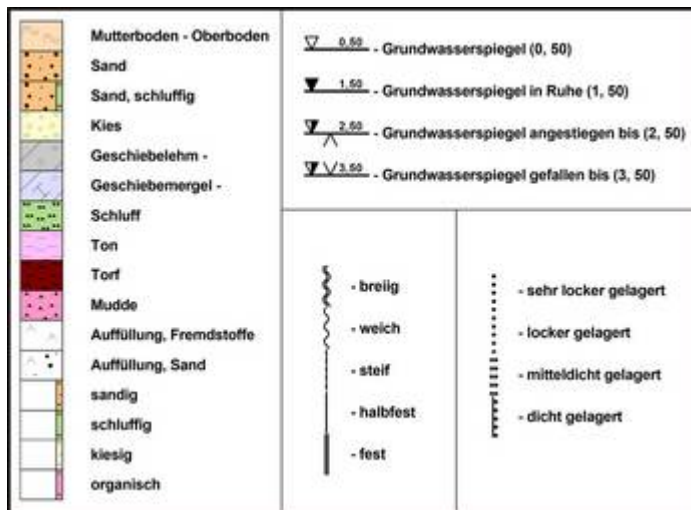 Mutterboden - Oberboden
Sand
Sand, schluffig
Kies
Geschiebelehm -
Geschiebemergel -
Schluff
Ton
Torf
Mudde
Auffüllung, Fremdstoffe
Auffüllung, Sand
sandig
schluffig
kiesig
organisch
0,50 - Grundwasserspiegel (0, 50)
1,50 - Grundwasserspiegel in Ruhe (1, 50)
2,50 - Grundwasserspiegel angestiegen bis (2, 50)
3,50 - Grundwasserspiegel gefallen bis (3, 50)
- breiig
- weich
- steif
- halbfest
- fest
- sehr locker gelagert
- locker gelagert
- mitteldicht gelagert
- dicht gelagert